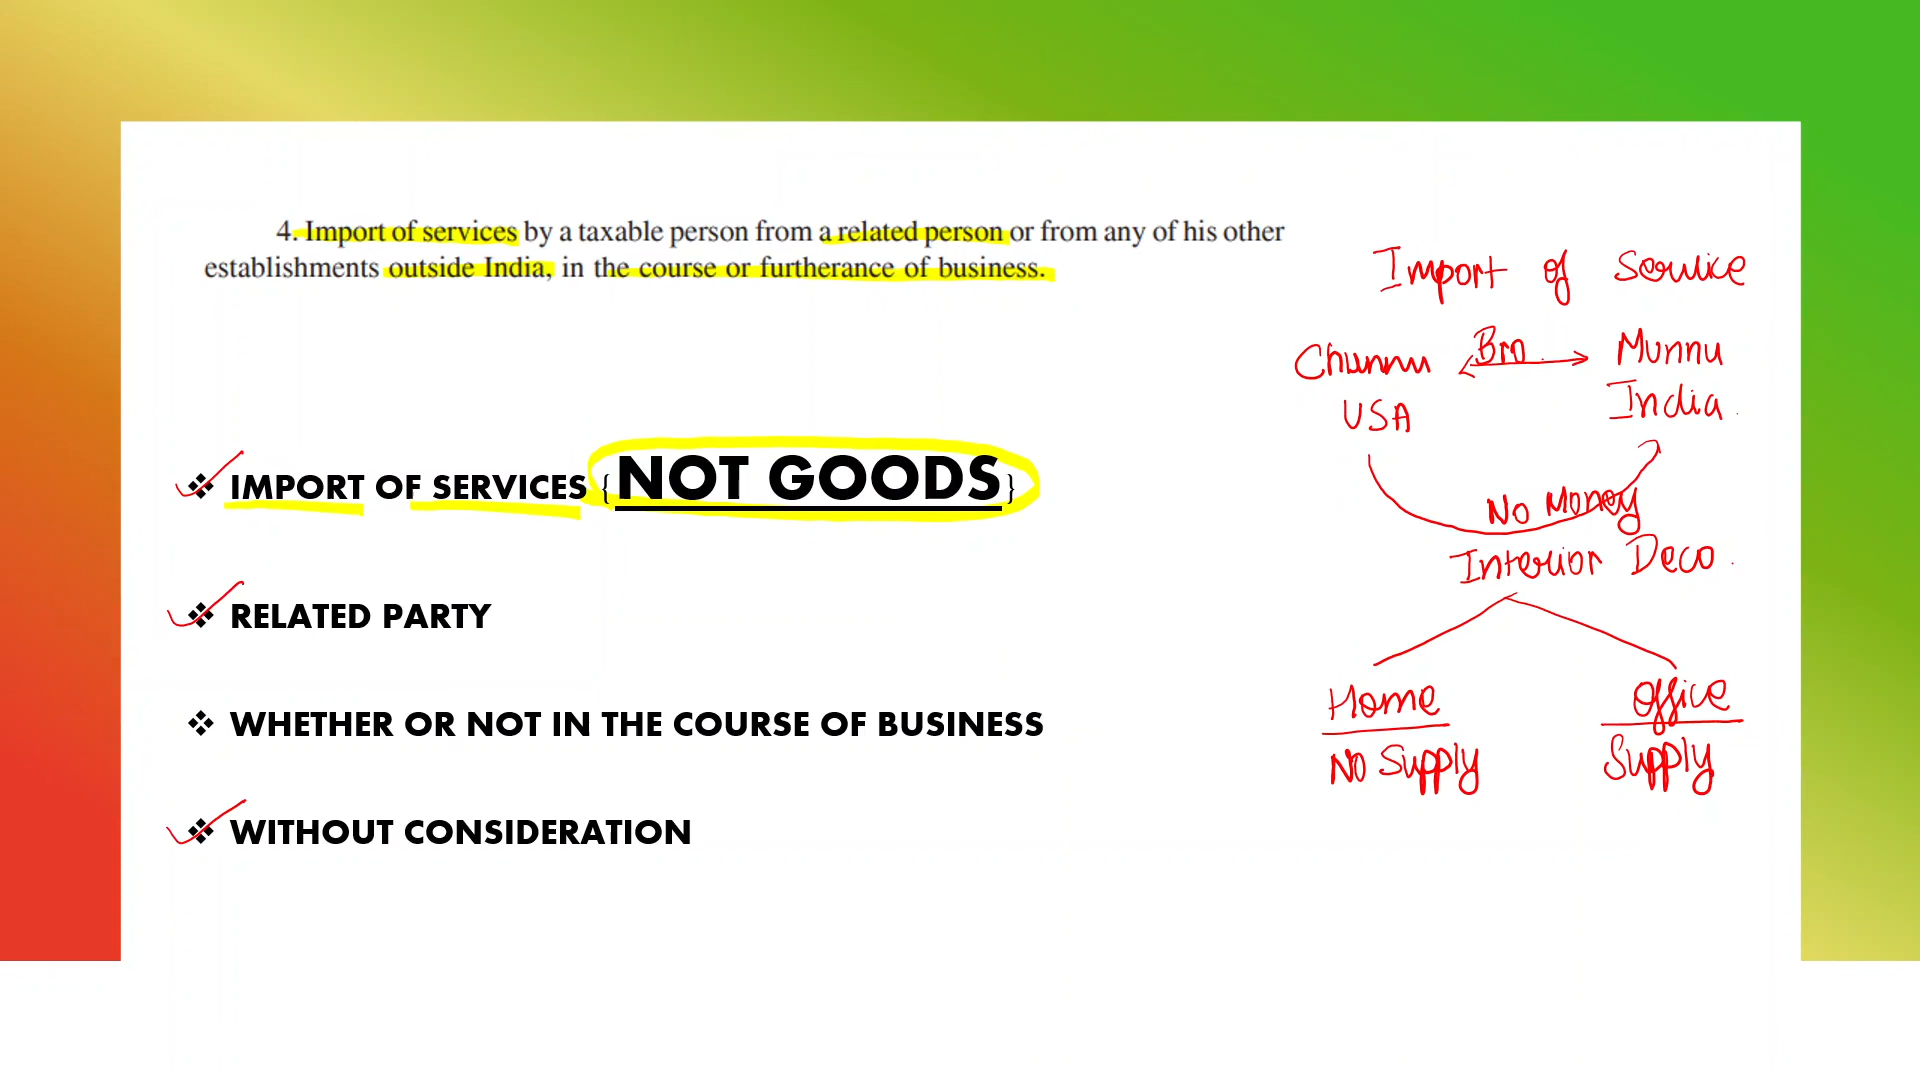 4. Import of services by a taxable person from a related person or from any of his other
establishments outside India, in the course or furtherance of business.
❖ IMPORT OF SERVICES {NOT GOODS}
❖ RELATED PARTY
❖ WHETHER OR NOT IN THE COURSE OF BUSINESS
❖ WITHOUT CONSIDERATION
Import of Service
Chunnu Bro. Munnu
USA India.
No Money
Interior Deco.
Home Office
No Supply Supply